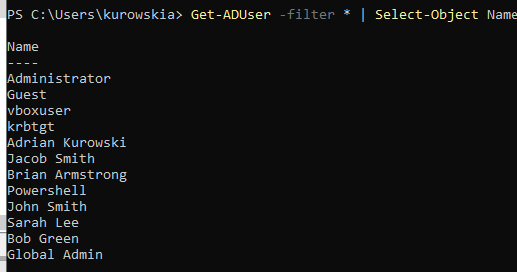 PS C:\Users\kurowskia> Get-ADUser -filter * | Select-Object Name
Name
----
Administrator
Guest
vboxuser
krbtgt
Adrian Kurowski
Jacob Smith
Brian Armstrong
Powershell
John Smith
Sarah Lee
Bob Green
Global Admin